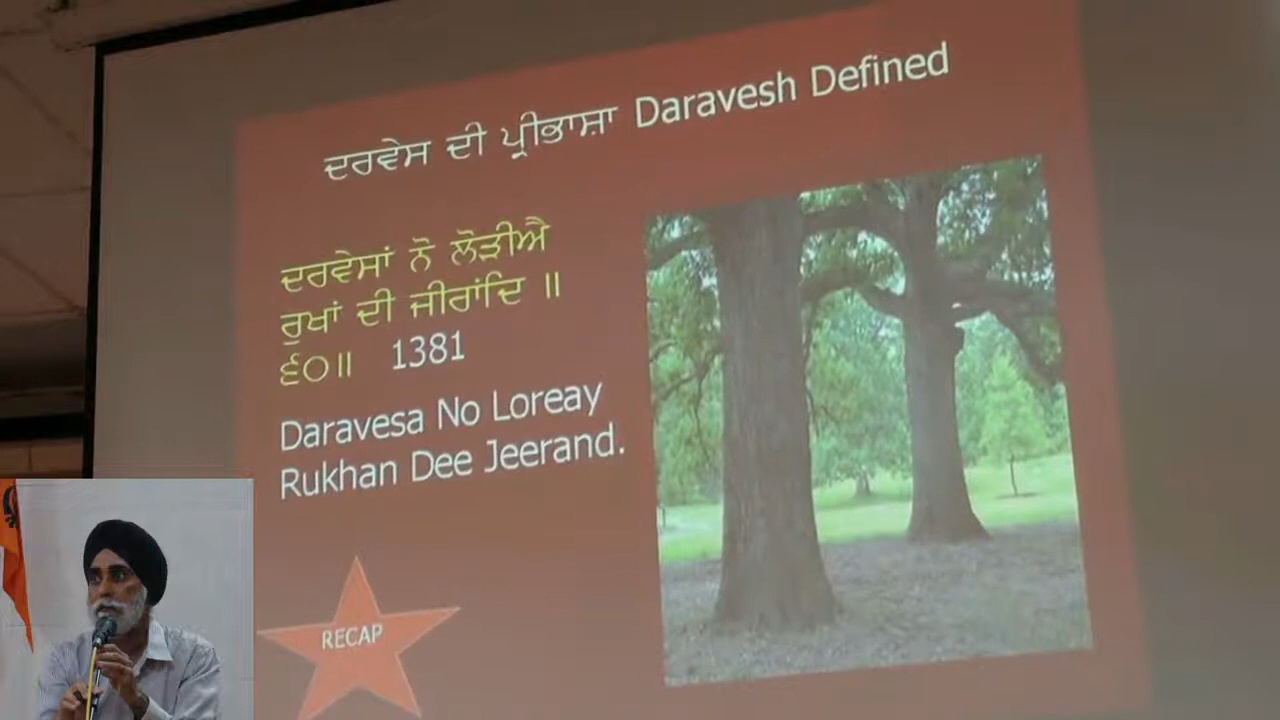 ਦਰਵੇਸ ਦੀ ਪ੍ਰੀਭਾਸ਼ਾ Daravesh Defined
ਦਰਵੇਸਾਂ ਨੋ ਲੋੜੀਐ
ਰੁਖਾਂ ਦੀ ਜੀਰਾਂਦਿ ॥
੬੦॥ 1381
Daravesa No Loreay
Rukhan Dee Jeerand.
RECAP